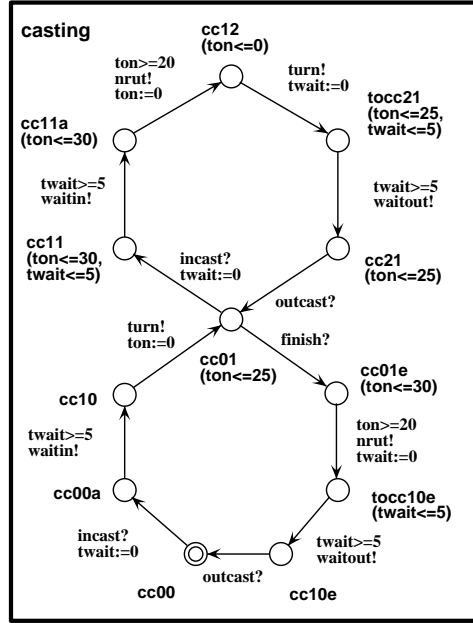 casting
cc12
(ton<=0)
ton>=20
nrut!
ton:=0
turn!
twait:=0
cc11a
(ton<=30)
tocc21
(ton<=25,
twait<=5)
twait>=5
waitin!
twait>=5
waitout!
cc11
(ton<=30,
twait<=5)
incast?
twait:=0
cc21
(ton<=25)
outcast?
turn!
ton:=0
finish?
cc01
(ton<=25)
cc01e
(ton<=30)
cc10
twait>=5
waitin!
ton>=20
nrut!
twait:=0
cc00a
tocc10e
(twait<=5)
incast?
twait:=0
twait>=5
waitout!
outcast?
cc00
cc10e